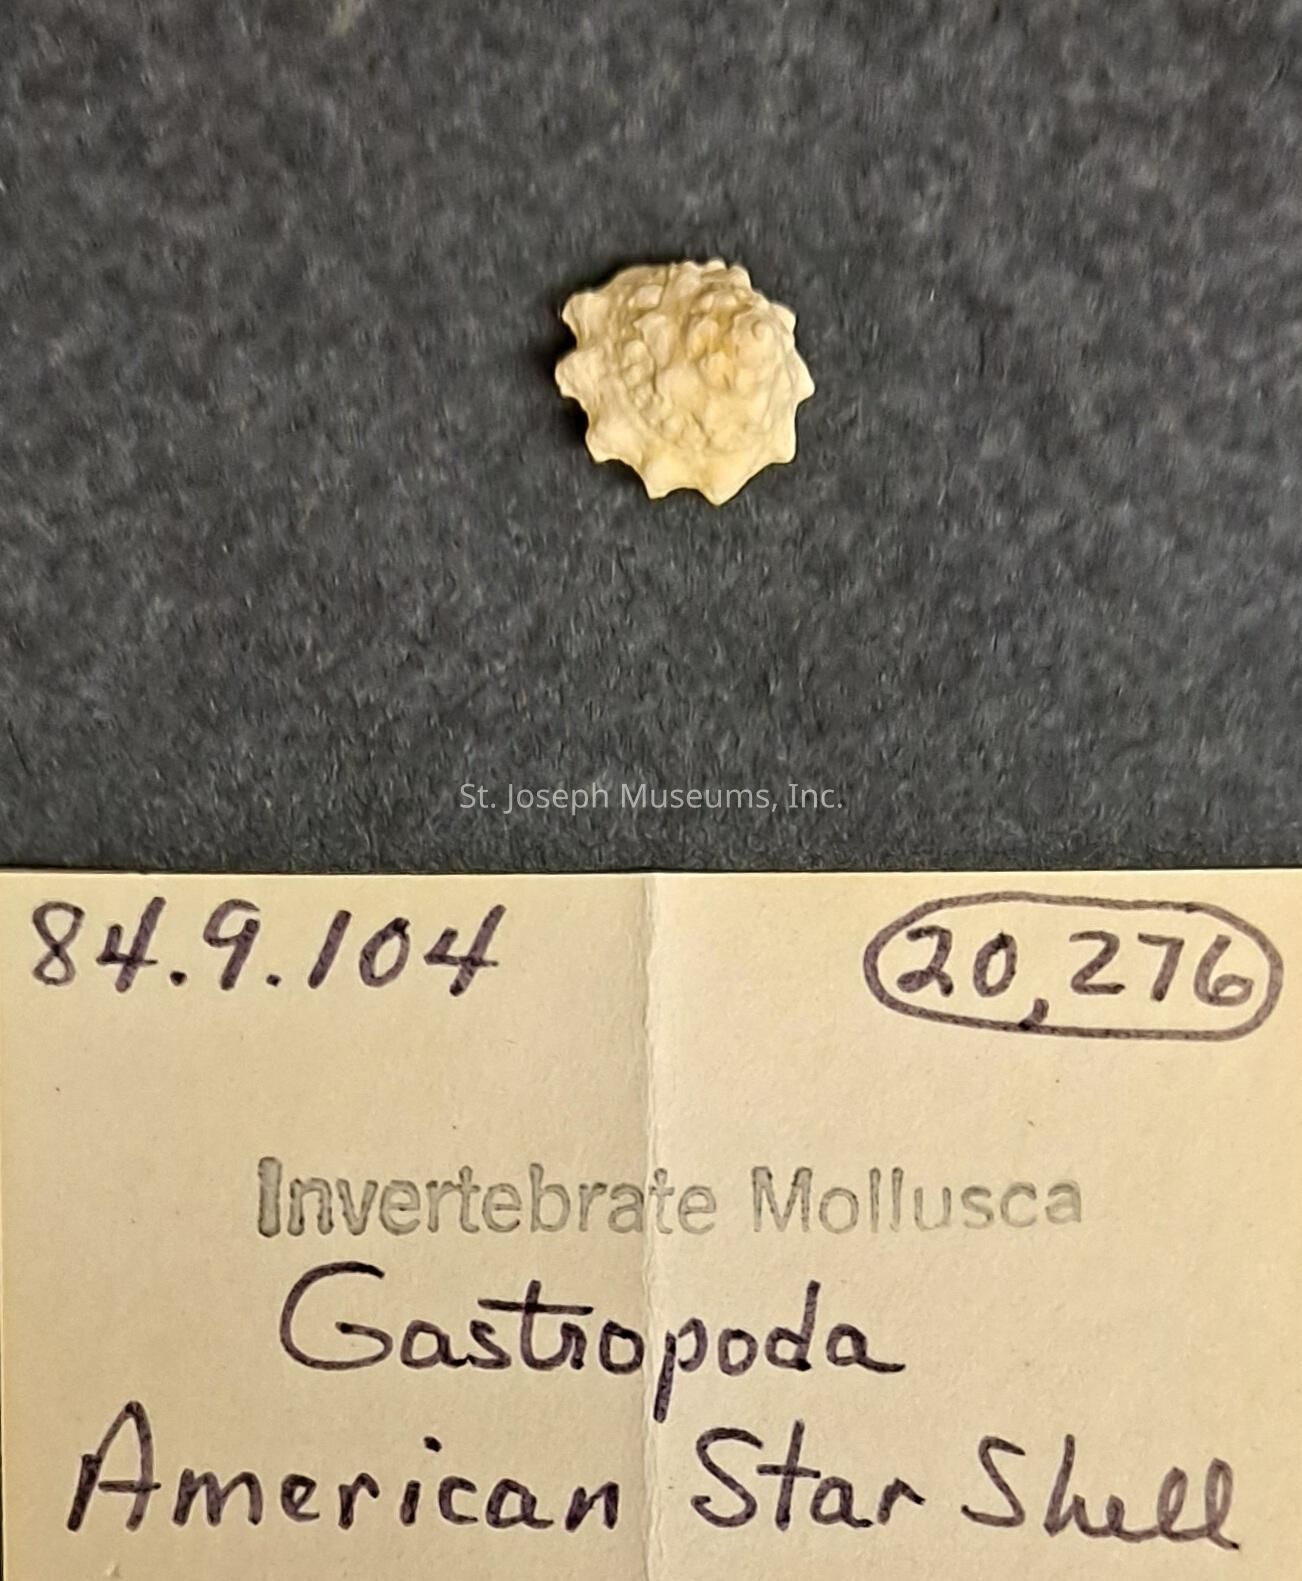 St. Joseph Museums, Inc.
84.9.104 20,276
Invertebrate Mollusca
Gastropoda
American Star Shell